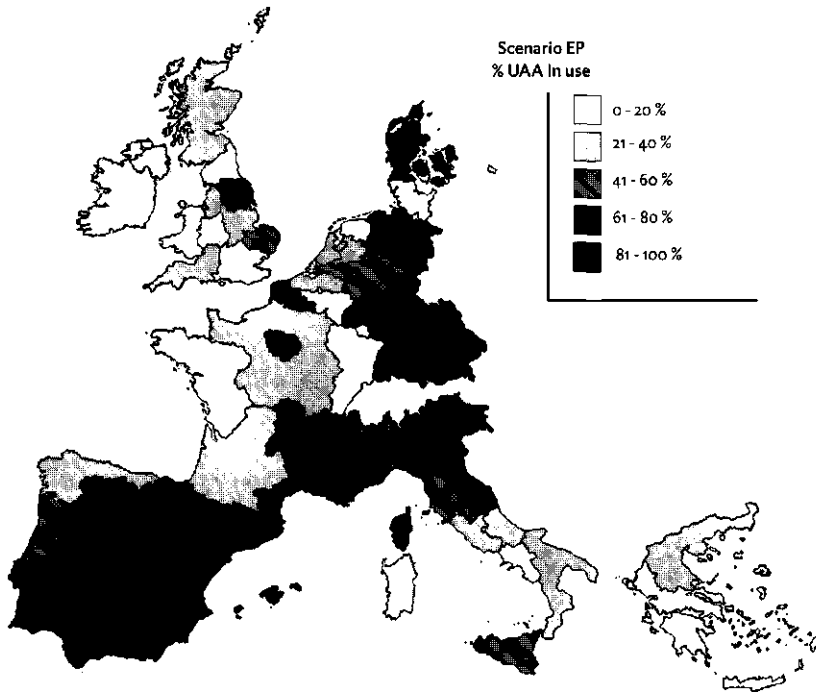 Scenario EP
% UAA In use
0 - 20 %
21 - 40 %
41 - 60 %
61 - 80 %
81 - 100 %